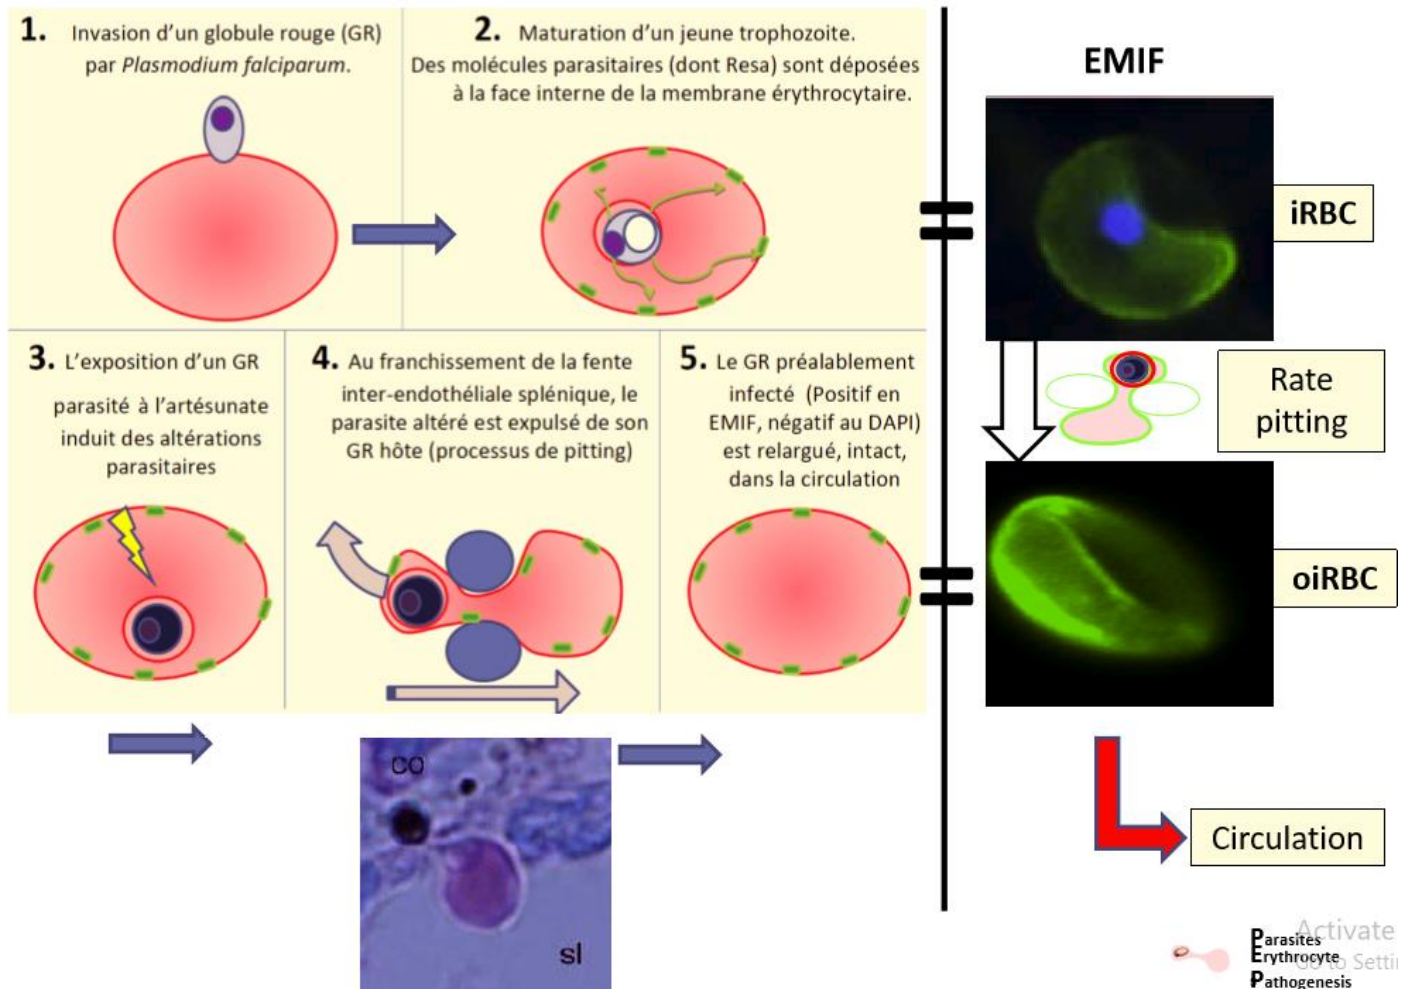 1. Invasion d'un globule rouge (GR)
par Plasmodium falciparum.
2. Maturation d'un jeune trophozoite.
Des molécules parasitaires (dont Resa) sont déposées
à la face interne de la membrane érythrocytaire.
3. L'exposition d'un GR
parasité à l'artésunate
induit des altérations
parasitaires
4. Au franchissement de la fente
inter-endothéliale splénique, le
parasite altéré est expulsé de son
GR hôte (processus de pitting)
5. Le GR préalablement
infecté (Positif en
EMIF, négatif au DAPI)
est relargué, intact,
dans la circulation
co
sl
EMIF
iRBC
Rate
pitting
oiRBC
Circulation
Parasites
Erythrocyte
Pathogenesis
Activate
Go to Setti